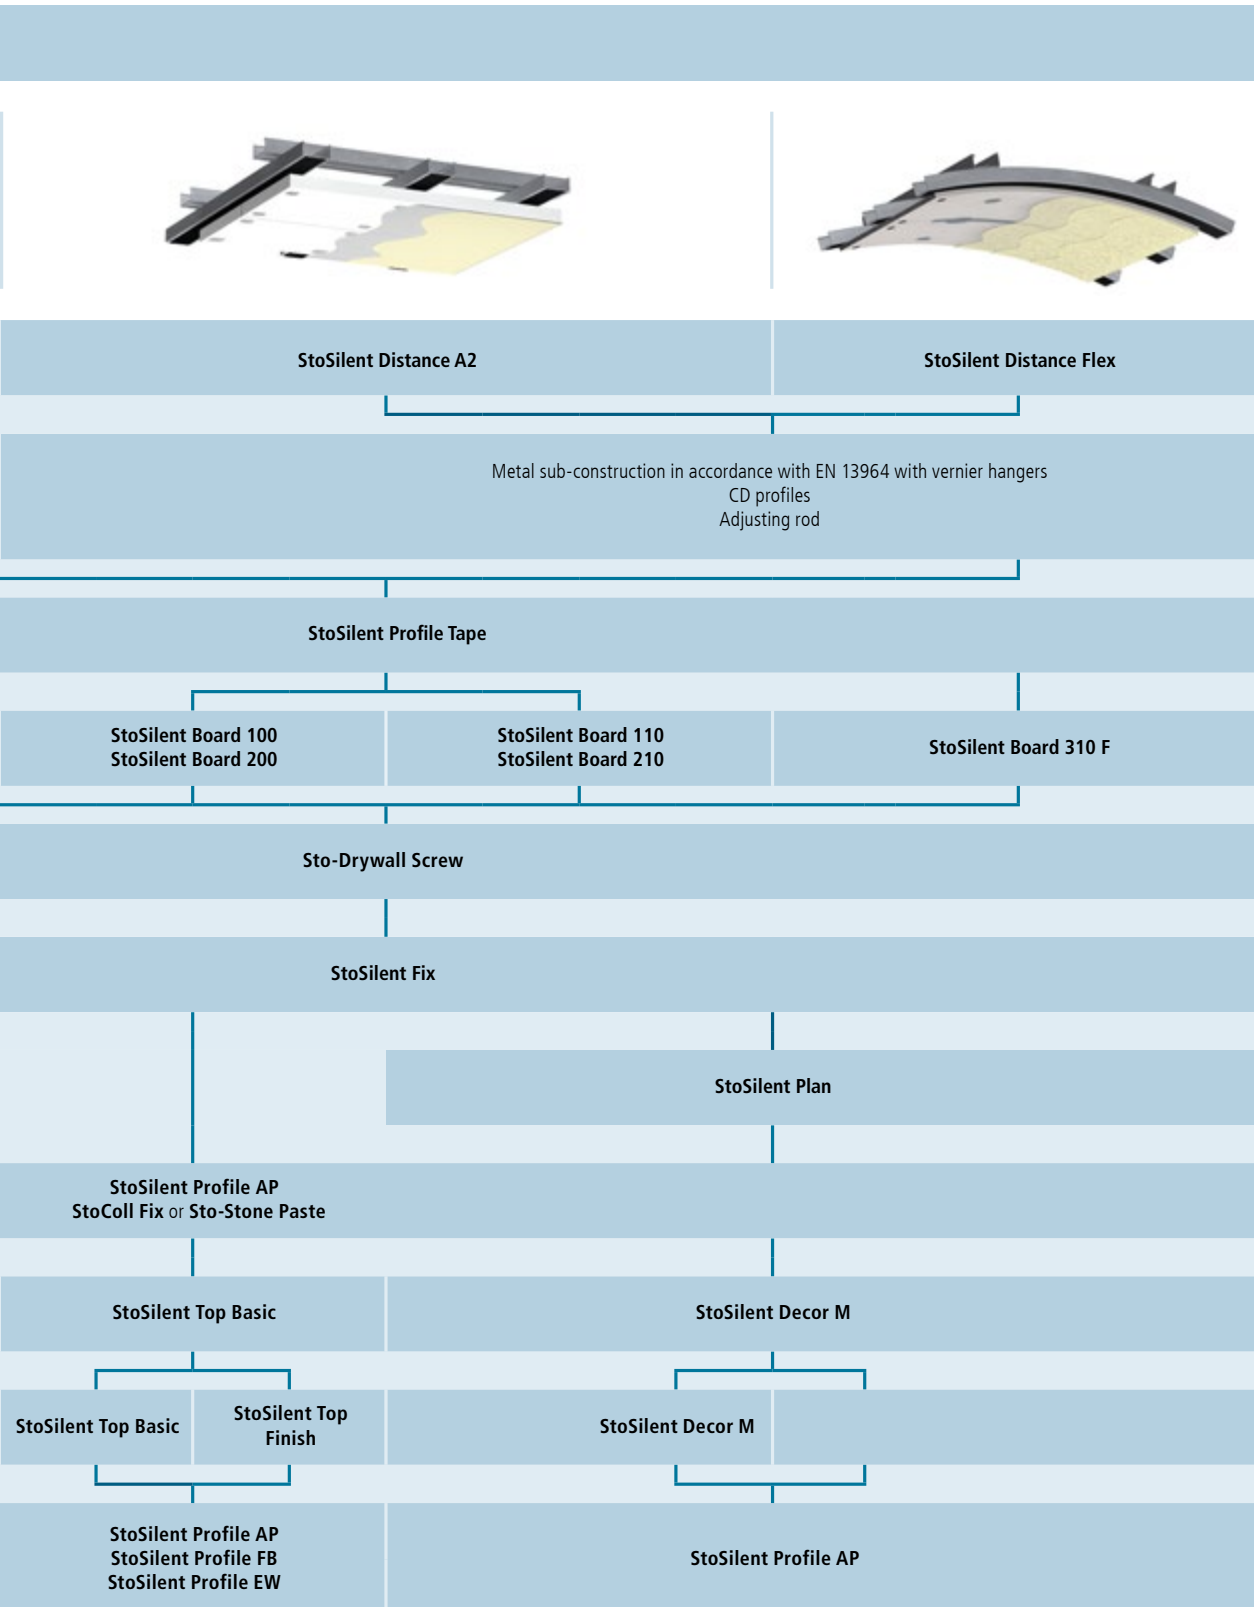 StoSilent Distance A2
StoSilent Distance Flex
Metal sub-construction in accordance with EN 13964 with vernier hangers
CD profiles
Adjusting rod
StoSilent Profile Tape
StoSilent Board 100
StoSilent Board 200
StoSilent Board 110
StoSilent Board 210
StoSilent Board 310 F
Sto-Drywall Screw
StoSilent Fix
StoSilent Plan
StoSilent Profile AP
StoColl Fix or Sto-Stone Paste
StoSilent Top Basic
StoSilent Decor M
StoSilent Top Basic
StoSilent Top
Finish
StoSilent Decor M
StoSilent Profile AP
StoSilent Profile FB
StoSilent Profile EW
StoSilent Profile AP